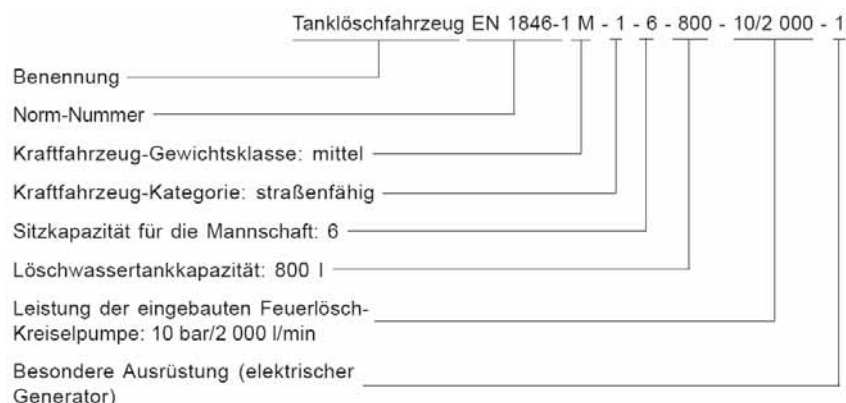 Tanklöschfahrzeug EN 1846-1 M - 1 - 6 - 800 - 10/2 000 - 1
Benennung
Norm-Nummer
Kraftfahrzeug-Gewichtsklasse: mittel
Kraftfahrzeug-Kategorie: straßenfähig
Sitzkapazität für die Mannschaft: 6
Löschwassertankkapazität: 800 l
Leistung der eingebauten Feuerlösch-
Kreiselpumpe: 10 bar/2 000 l/min
Besondere Ausrüstung (elektrischer
Generator)